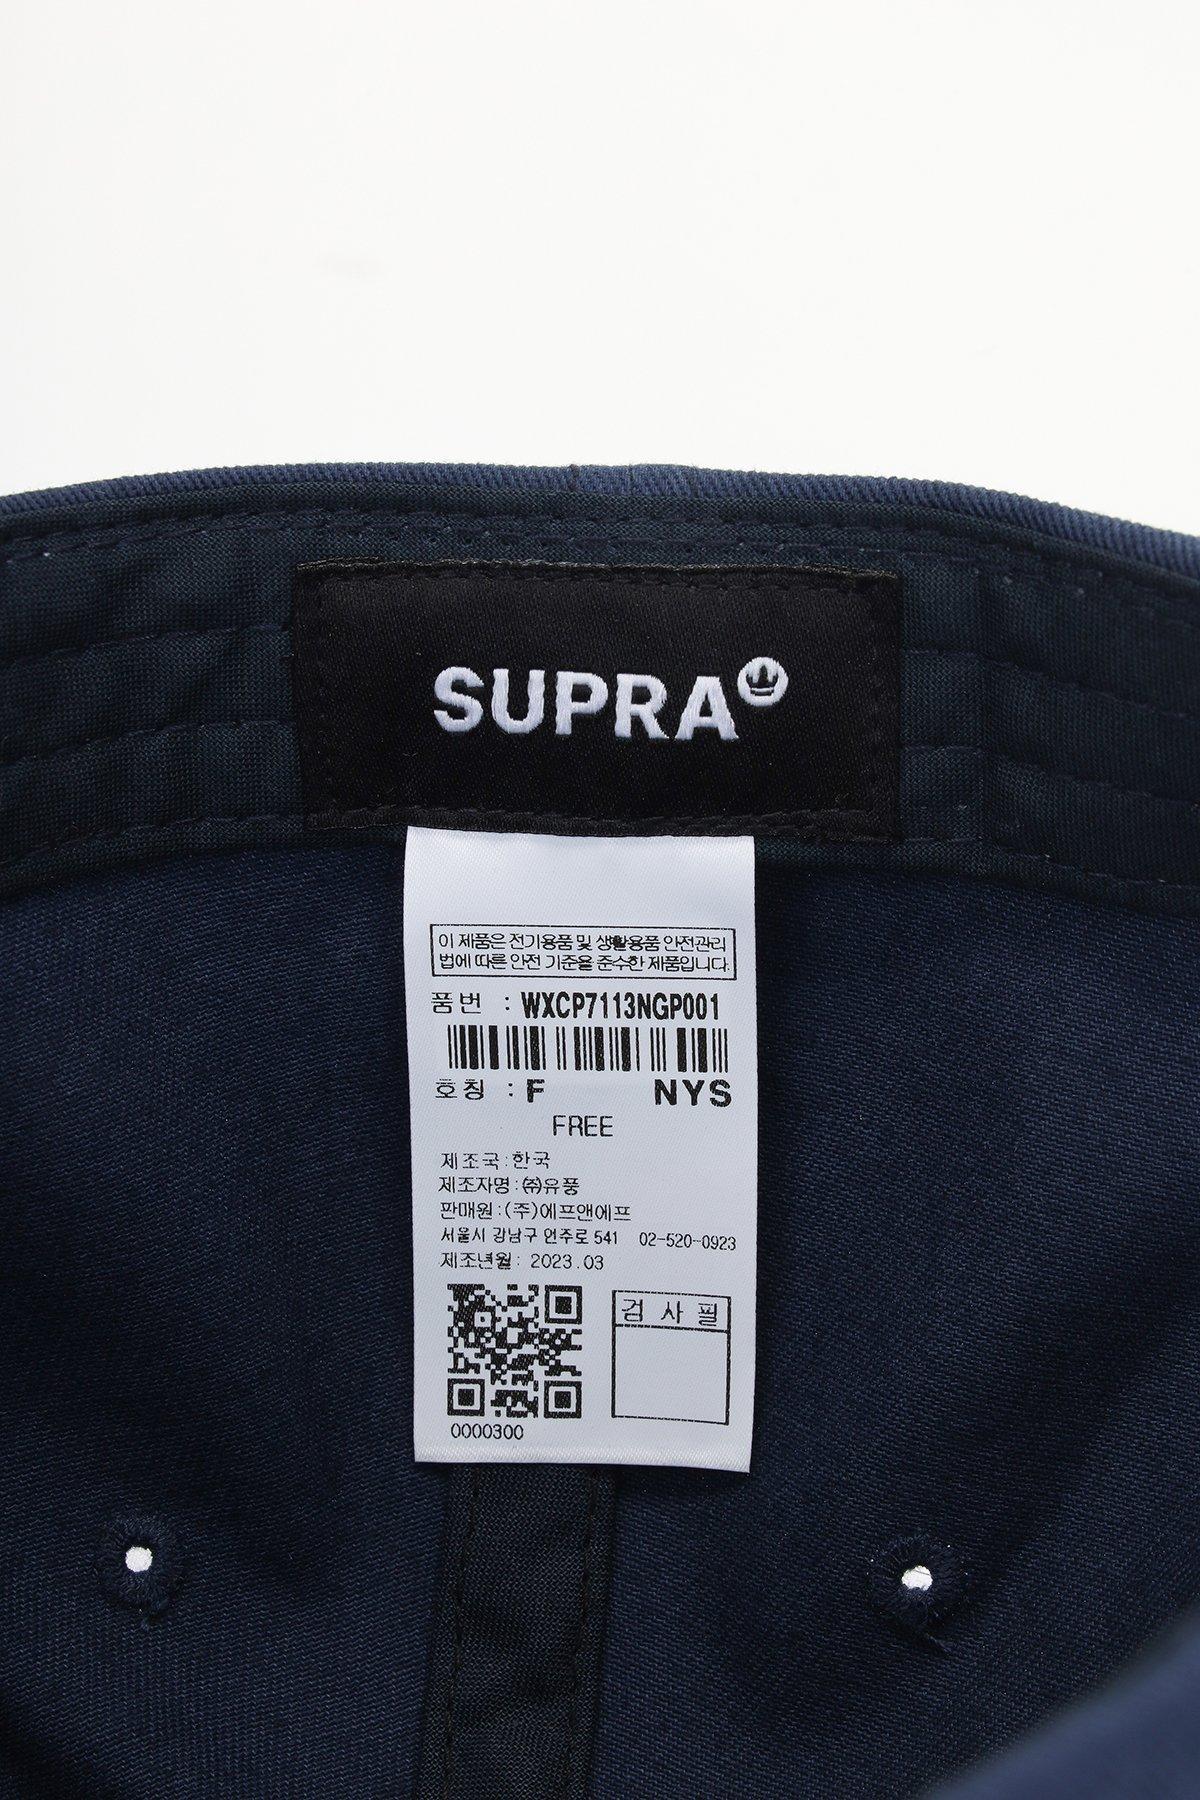 SUPRA
이 제품은 전기용품 및 생활용품 안전관리
법에 따른 안전 기준을 준수한 제품입니다.
품번 : WXCP7113NGP001
호칭 : F NYS
FREE
제조국:한국
제조자명:㈜유풍
판매원:(주)에프앤에프
서울시 강남구 언주로 541 02-520-0923
제조년월: 2023.03
검 사 필
0000300